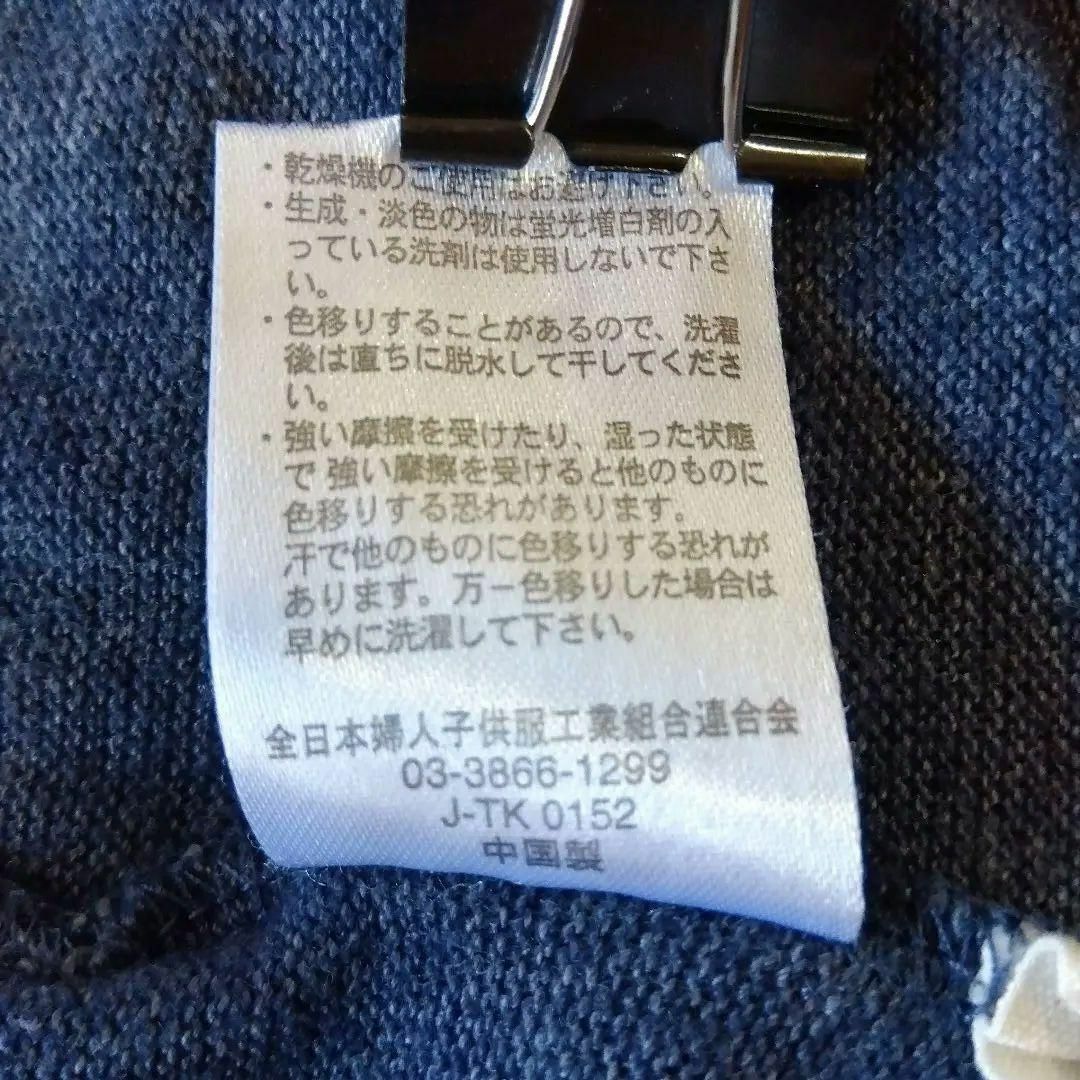 ・乾燥機のご使用はお避け下さい。
・生成・淡色の物は蛍光増白剤の入
っている洗剤は使用しないで下さ
い。
・色移りすることがあるので、洗濯
後は直ちに脱水して干してくださ
い。
・強い摩擦を受けたり、湿った状態
で 強い摩擦を受けると他のものに
色移りする恐れがあります。
汗で他のものに色移りする恐れが
あります。万一色移りした場合は
早めに洗濯して下さい。
全日本婦人子供服工業組合連合会
03-3866-1299
J-TK 0152
中国製